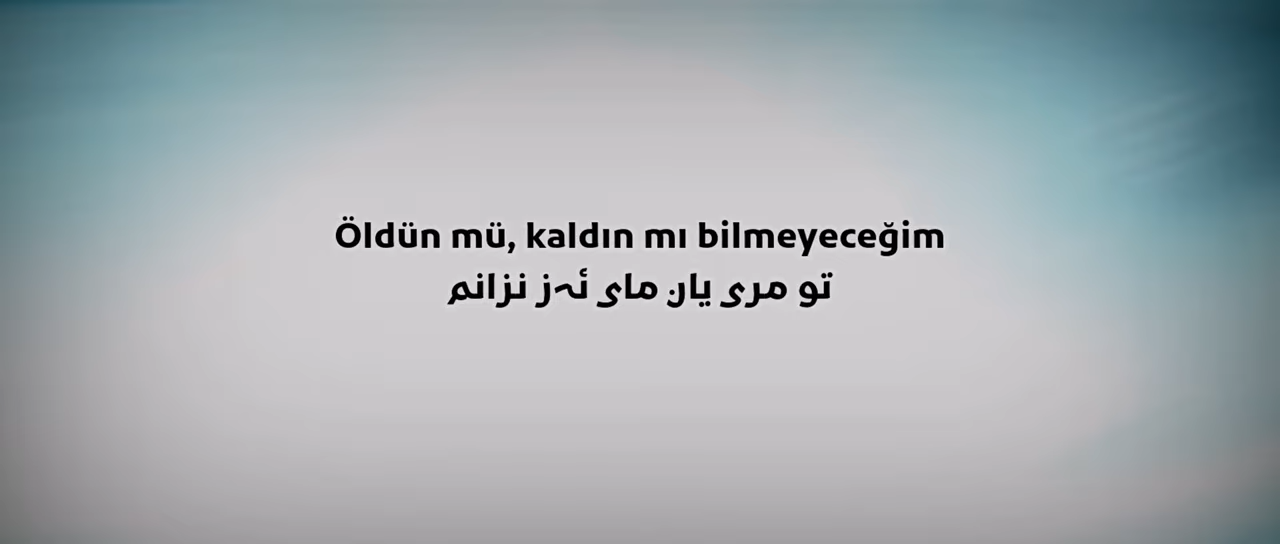 Öldün mü, kaldın mı bilmeyeceğim
تو مری یان مای ئەز نزانم